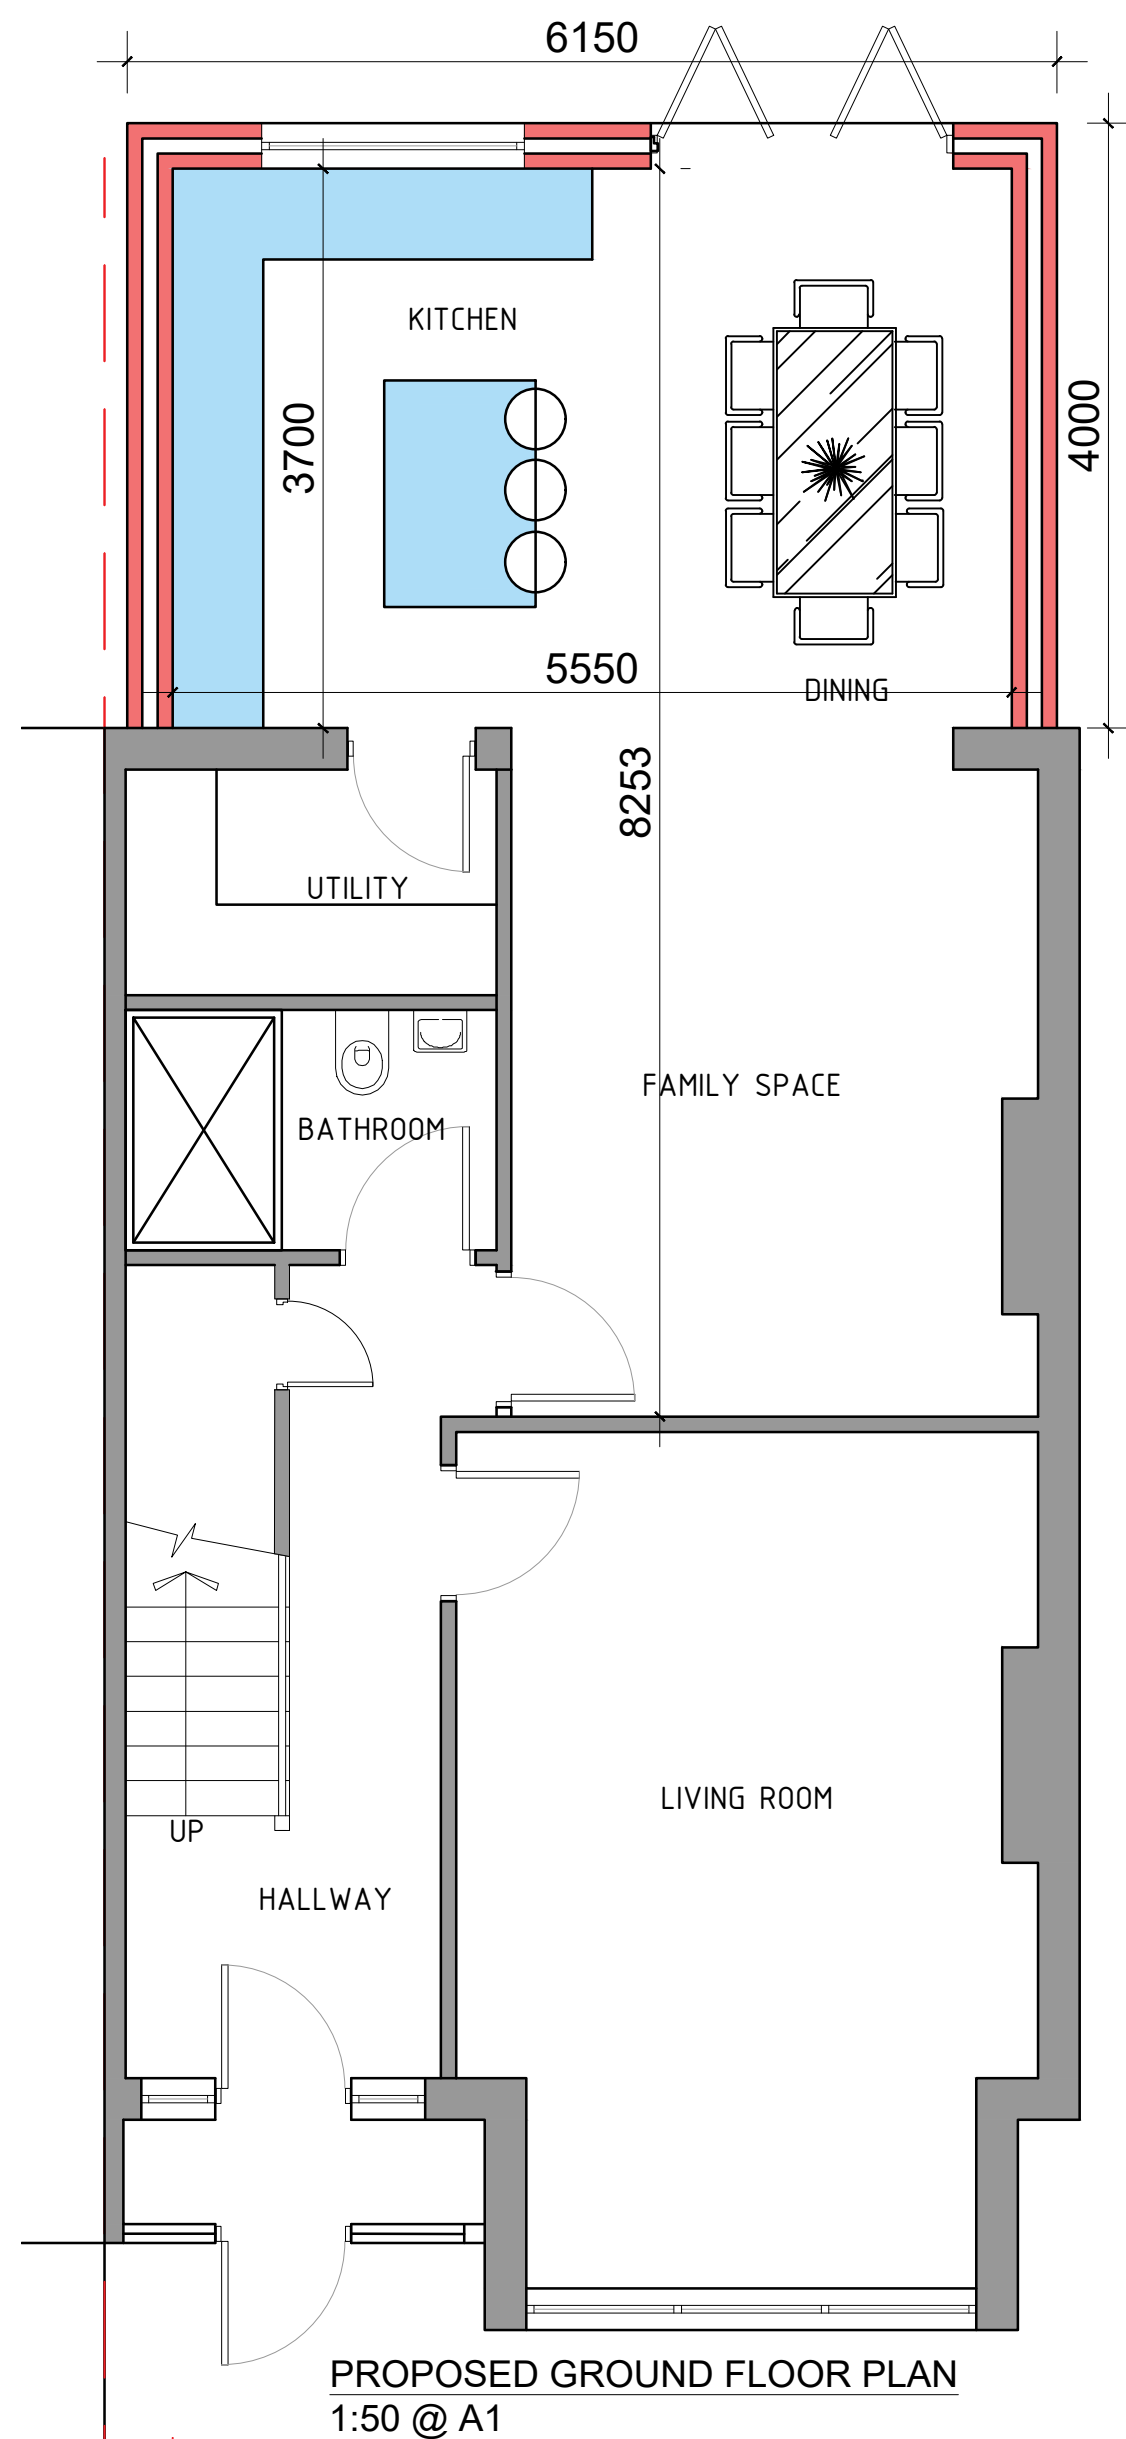 6150
KITCHEN
3700
4000
5550
DINING
8253
UTILITY
FAMILY SPACE
BATHROOM
LIVING ROOM
UP
HALLWAY
PROPOSED GROUND FLOOR PLAN
1:50 @ A1